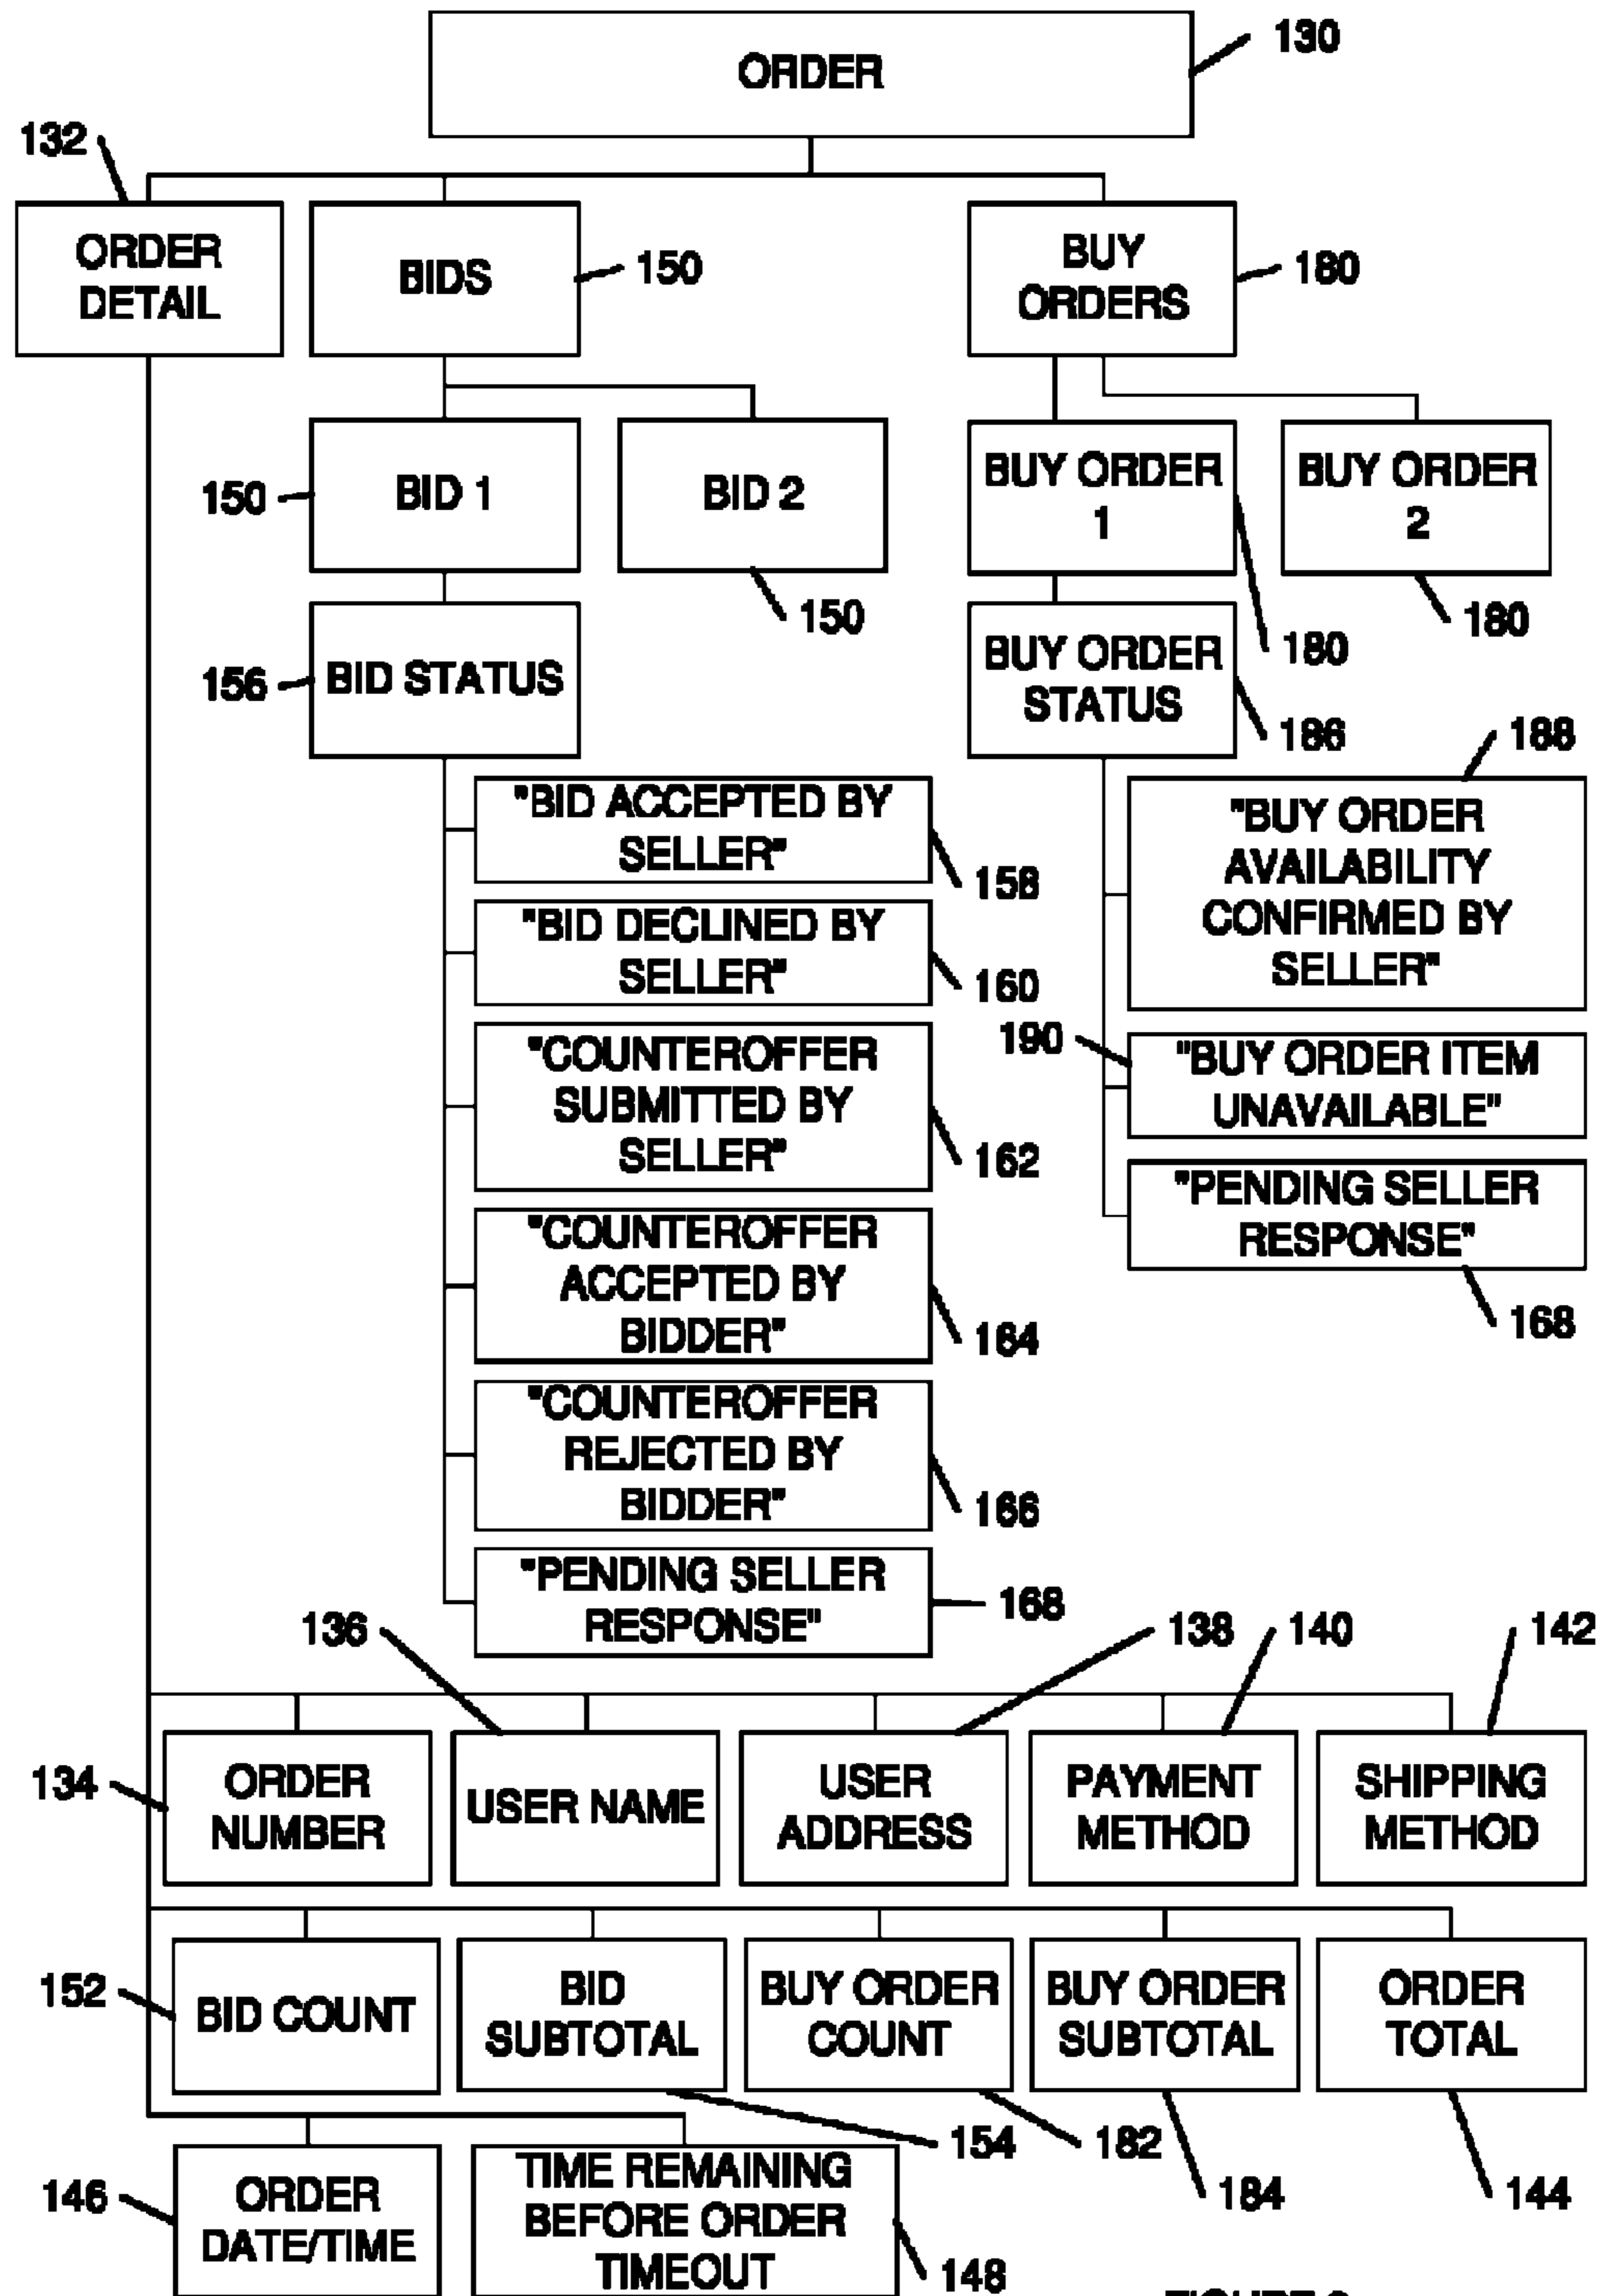 ORDER
130
132
ORDER
DETAIL
BIDS
150
BUY
ORDERS
180
150
BID 1
BID 2
150
BUY ORDER
1
180
BUY ORDER
2
180
156
BID STATUS
BUY ORDER
STATUS
186
"BID ACCEPTED BY
SELLER"
158
"BID DECLINED BY
SELLER"
160
"COUNTEROFFER
SUBMITTED BY
SELLER"
162
"COUNTEROFFER
ACCEPTED BY
BIDDER"
164
"COUNTEROFFER
REJECTED BY
BIDDER"
166
"PENDING SELLER
RESPONSE"
168
188
"BUY ORDER
AVAILABILITY
CONFIRMED BY
SELLER"
190
"BUY ORDER ITEM
UNAVAILABLE"
"PENDING SELLER
RESPONSE"
168
136
138
140
142
134
ORDER
NUMBER
USER NAME
USER
ADDRESS
PAYMENT
METHOD
SHIPPING
METHOD
152
BID COUNT
BID
SUBTOTAL
BUY ORDER
COUNT
BUY ORDER
SUBTOTAL
ORDER
TOTAL
154
182
184
144
146
ORDER
DATE/TIME
TIME REMAINING
BEFORE ORDER
TIMEOUT
148